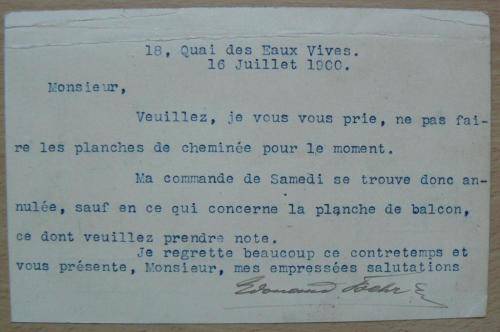 18, Quai des Eaux Vives.
16 Juillet 1900.
Monsieur,
Veuillez, je vous vous prie, ne pas fai-
re les planches de cheminée pour le moment.
Ma commande de Samedi se trouve donc an-
nulée, sauf en ce qui concerne la planche de balcon,
ce dont veuillez prendre note.
Je regrette beaucoup ce contretemps et
vous présente, Monsieur, mes empressées salutations
Edouard Fehr